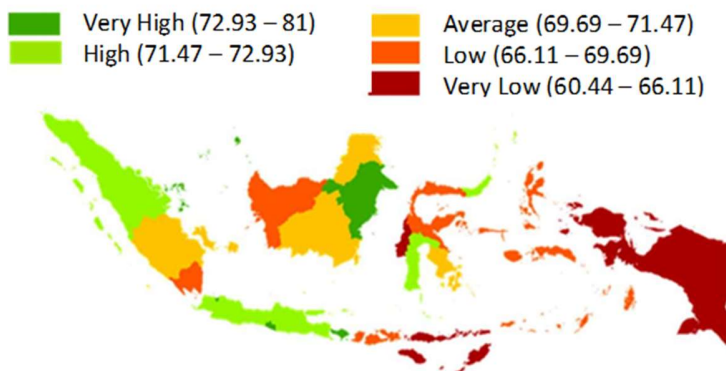 Very High (72.93 – 81)
High (71.47 – 72.93)
Average (69.69 – 71.47)
Low (66.11 – 69.69)
Very Low (60.44 – 66.11)